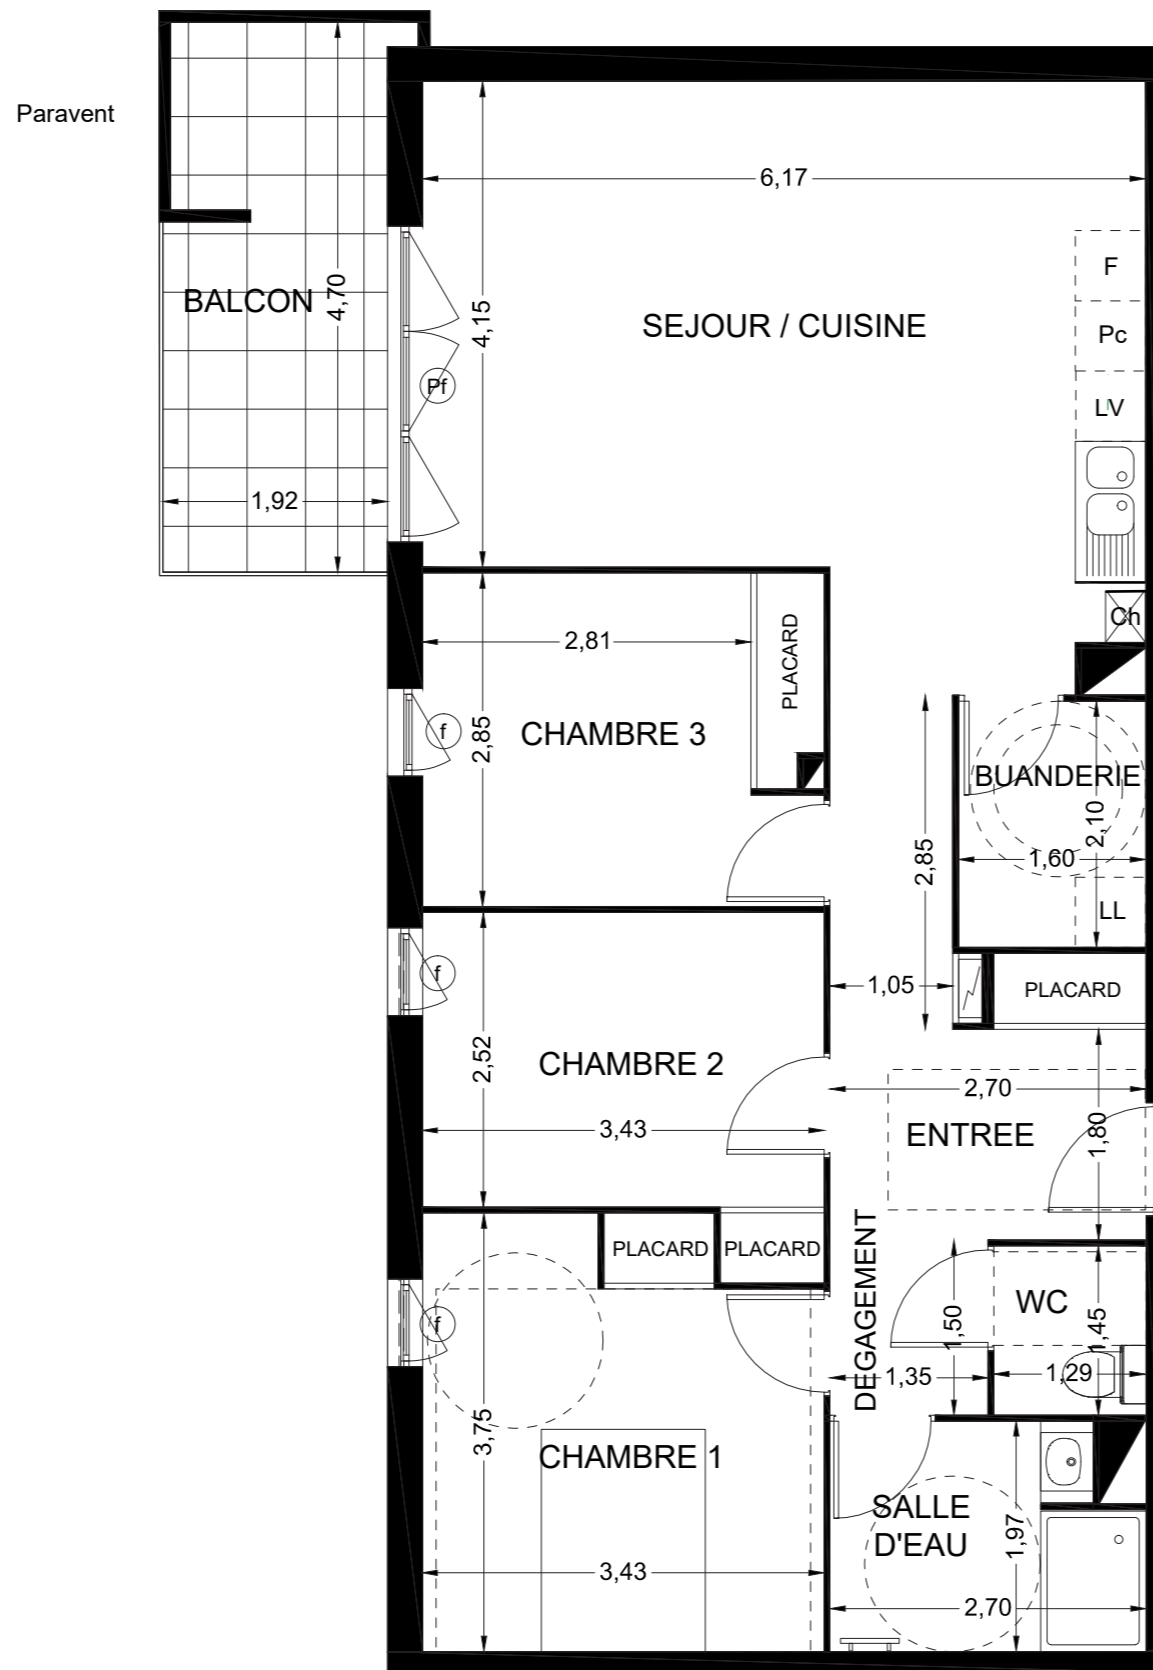 Paravent
6,17
F
BALCON
4,70
4,15
SEJOUR / CUISINE
Pc
Pf
LV
1,92
Ch
2,81
PLACARD
CHAMBRE 3
f
2,85
BUANDERIE
2,10
2,85
1,60
LL
f
1,05
PLACARD
2,52
CHAMBRE 2
2,70
3,43
ENTREE
1,80
PLACARD
PLACARD
DEGAGEMENT
f
WC
1,50
1,45
1,35
1,29
3,75
CHAMBRE 1
SALLE
D'EAU
1,97
3,43
2,70